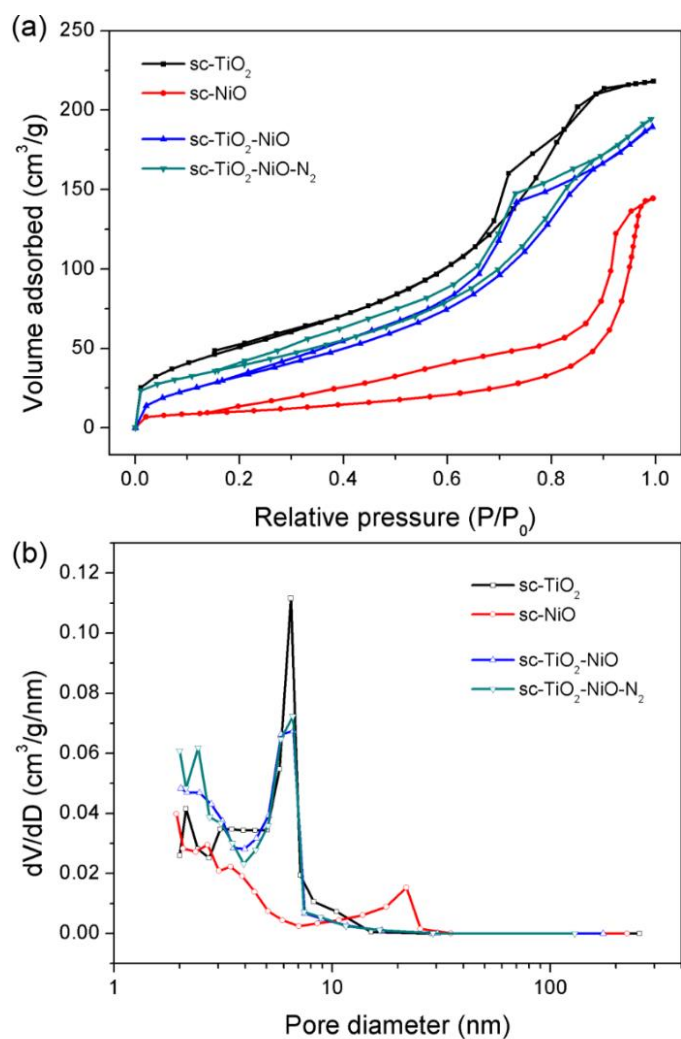 (a)
250
200
150
100
50
0
Volume adsorbed (cm³/g)
sc-TiO₂
sc-NiO
sc-TiO₂-NiO
sc-TiO₂-NiO-N₂
0.0 0.2 0.4 0.6 0.8 1.0
Relative pressure (P/P₀)
(b)
0.12
0.10
0.08
0.06
0.04
0.02
0.00
dV/dD (cm³/g/nm)
sc-TiO₂
sc-NiO
sc-TiO₂-NiO
sc-TiO₂-NiO-N₂
1 10 100
Pore diameter (nm)